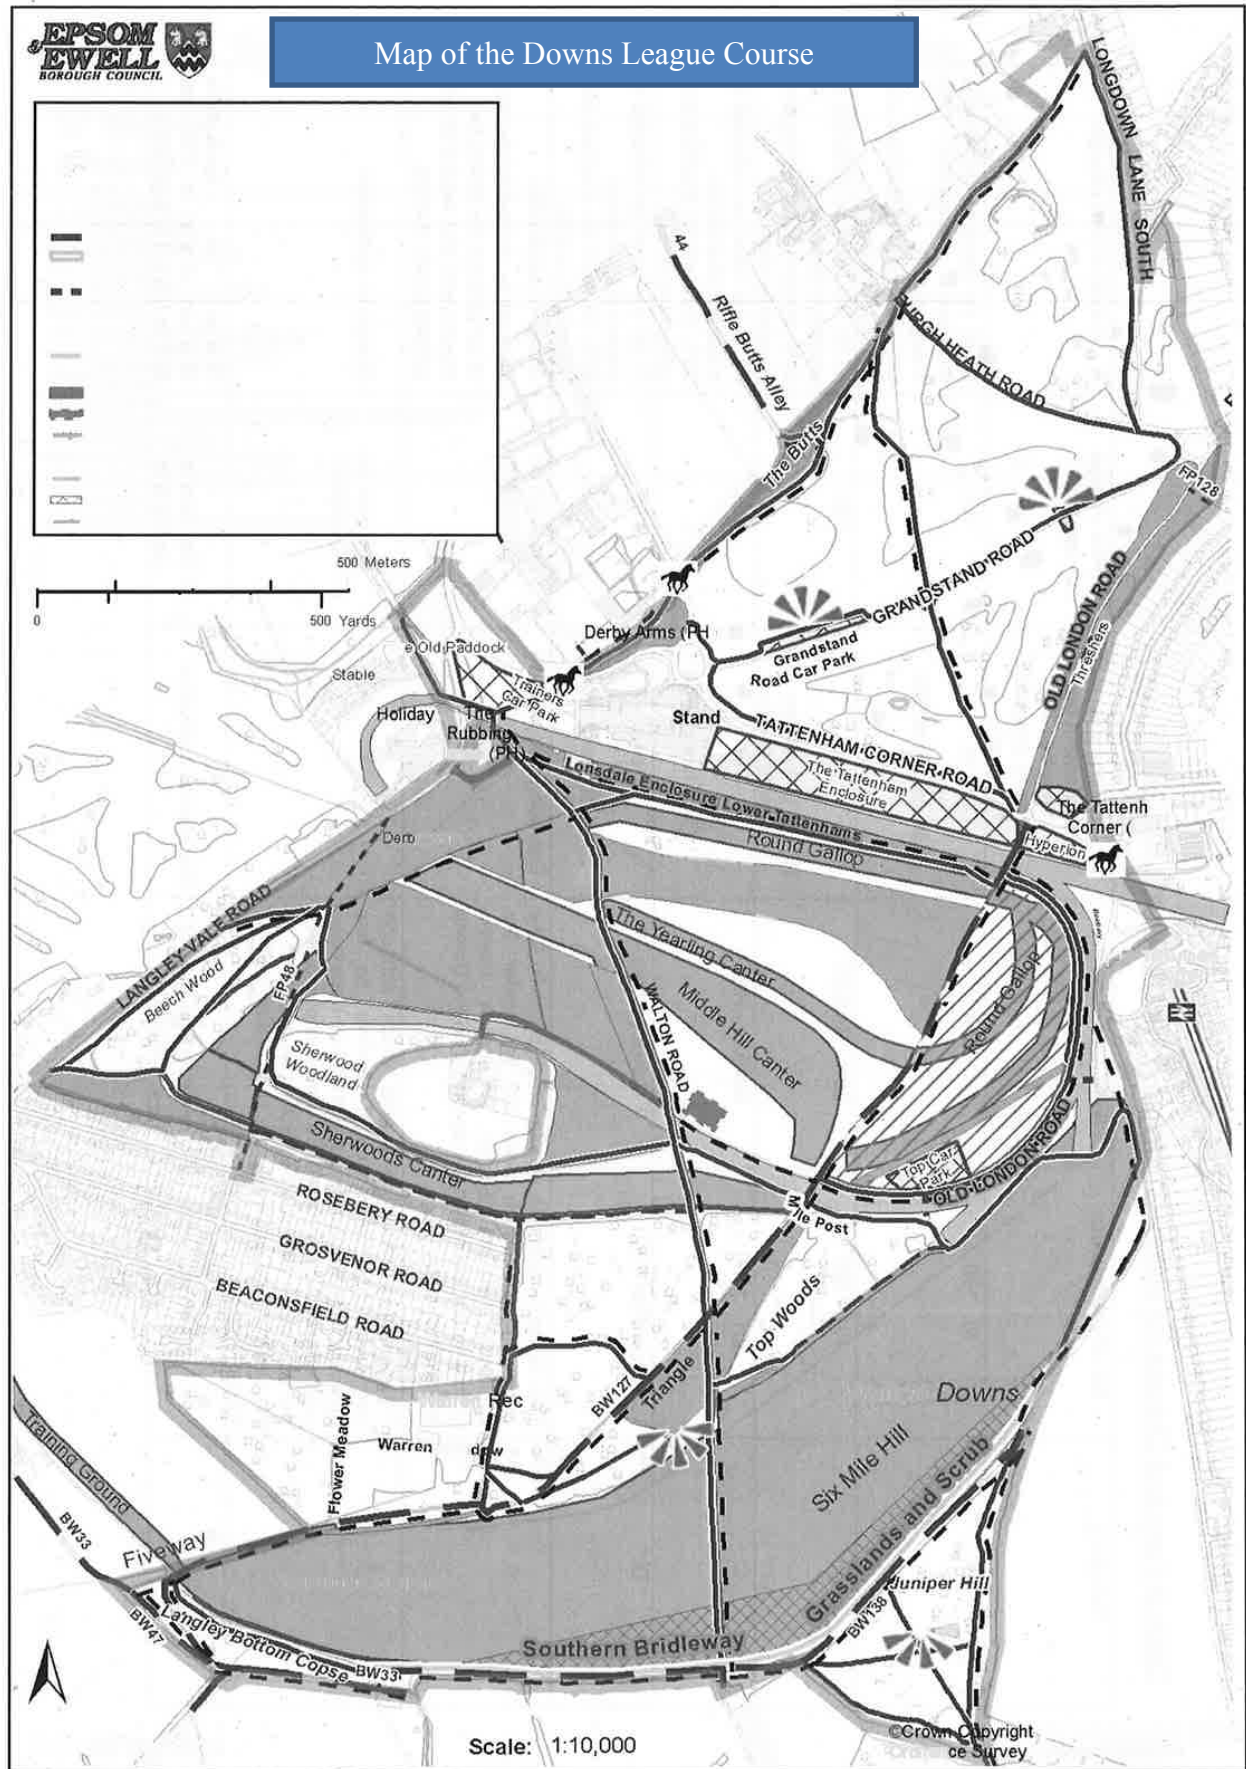 EPSOM
& EWELL
BOROUGH COUNCIL
Map of the Downs League Course
LONGDOWN LANE SOUTH
44
Rifle Butts Alley
URGH HEATH ROAD
The Butts
FP128
500 Meters
0
500 Yards
GRANDSTAND ROAD
OLD LONDON ROAD
Threshers
Derby Arms (PH
Grandstand
Road Car Park
e Old Paddock
Stable
Trainers
Car Park
Holiday
The
Rubbing
(PH)
Stand
TATTENHAM CORNER ROAD
The Tattenham
Enclosure
Lonsdale Enclosure Lower Tattenhams
The Tattenh
Corner (
Hyperion
Round Gallop
Derb
LANGLEY VALE ROAD
Beech Wood
FP48
The Yearling Canter
Middle Hill Canter
WALTON ROAD
Round Gallop
Sherwood
Woodland
Sherwoods Canter
Top Car
Park
OLD LONDON ROAD
M le Post
ROSEBERY ROAD
GROSVENOR ROAD
BEACONSFIELD ROAD
Top Woods
Triangle
BW127
Rec
Downs
Flower Meadow
Warren
Six Mile Hill
Training Ground
BW33
Fiveway
Grasslands and Scrub
Juniper Hill
BW138
BW47
Langley Bottom Copse
BW33
Southern Bridleway
Scale: 1:10,000
©Crown Copyright
ce Survey